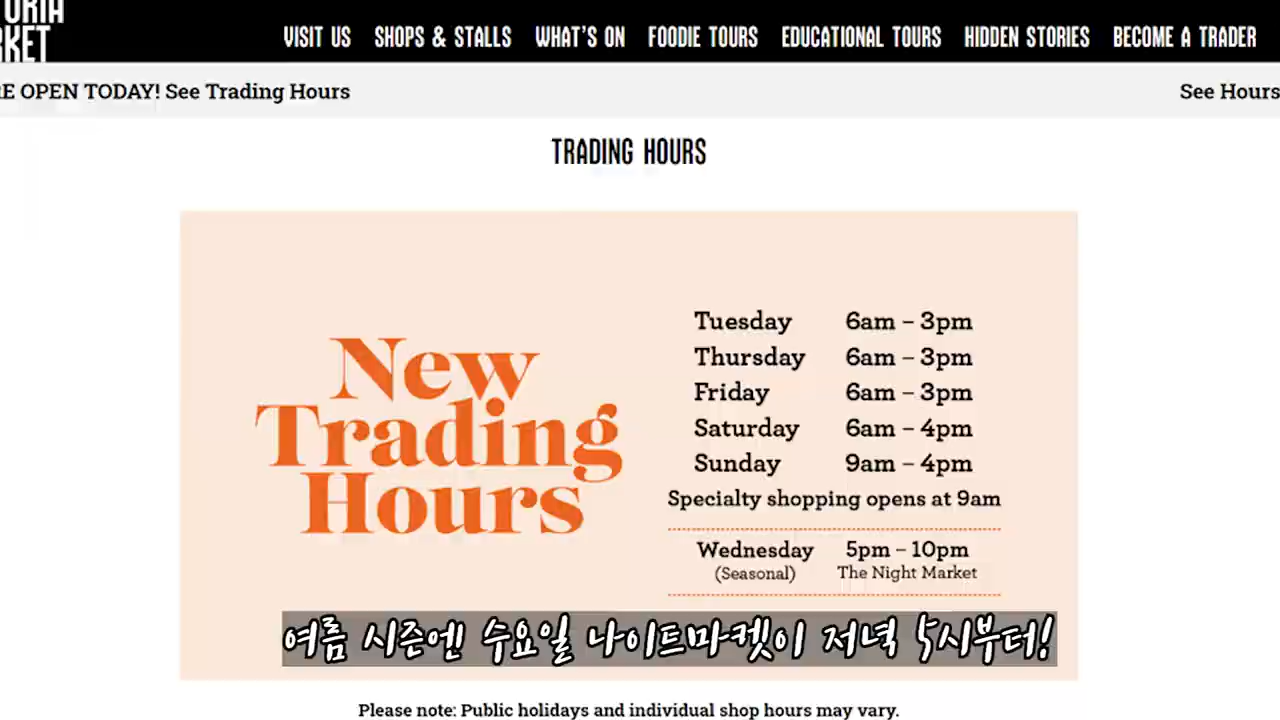 VISIT US SHOPS & STALLS WHAT'S ON FOODIE TOURS EDUCATIONAL TOURS HIDDEN STORIES BECOME A TRADER
OPEN TODAY! See Trading Hours
See Hours
TRADING HOURS
New
Trading
Hours
Tuesday 6am – 3pm
Thursday 6am – 3pm
Friday 6am – 3pm
Saturday 6am – 4pm
Sunday 9am – 4pm
Specialty shopping opens at 9am
Wednesday 5pm – 10pm
(Seasonal) The Night Market
여름 시즌엔 수요일 나이트마켓이 저녁 5시부터!
Please note: Public holidays and individual shop hours may vary.